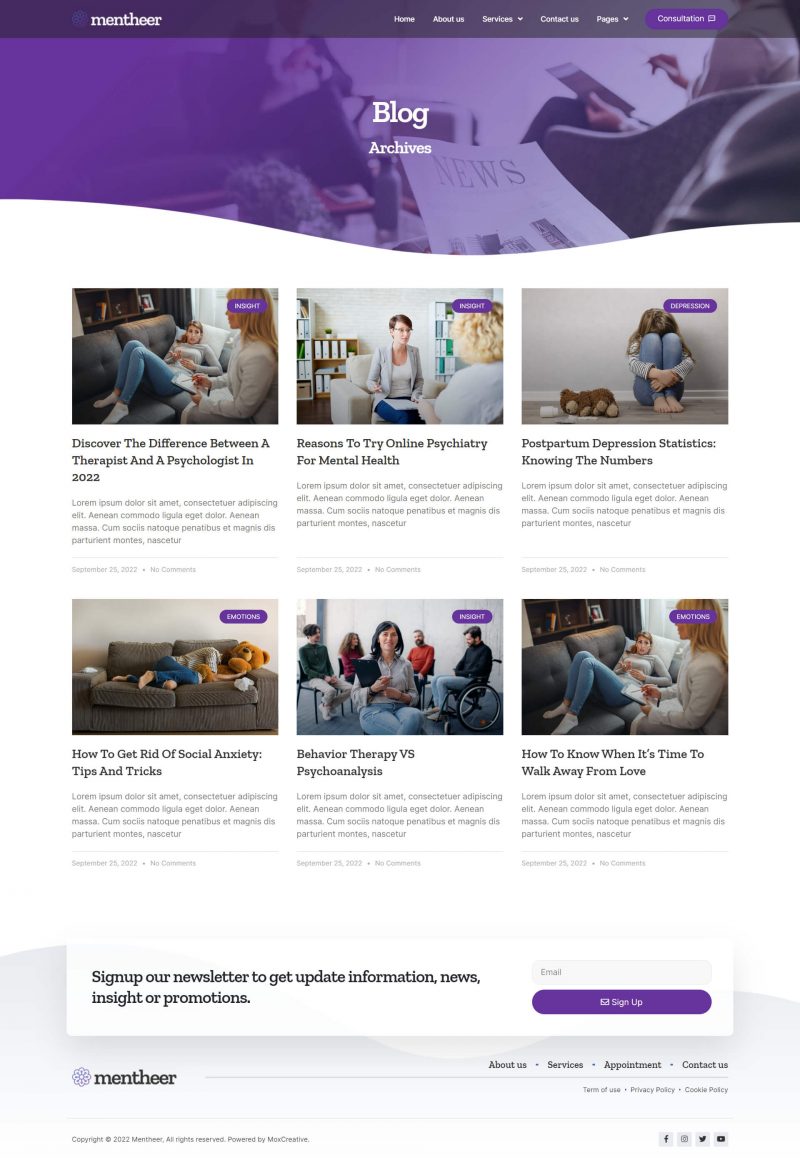 mentheer
Home About us Services Contact us Pages Consultation
Blog
Archives
NEWS
INSIGHT
Discover The Difference Between A
Therapist And A Psychologist In
2022
Lorem ipsum dolor sit amet, consectetuer adipiscing
elit. Aenean commodo ligula eget dolor. Aenean
massa. Cum sociis natoque penatibus et magnis dis
parturient montes, nascetur
September 25, 2022 • No Comments
INSIGHT
Reasons To Try Online Psychiatry
For Mental Health
Lorem ipsum dolor sit amet, consectetuer adipiscing
elit. Aenean commodo ligula eget dolor. Aenean
massa. Cum sociis natoque penatibus et magnis dis
parturient montes, nascetur
September 25, 2022 • No Comments
DEPRESSION
Postpartum Depression Statistics:
Knowing The Numbers
Lorem ipsum dolor sit amet, consectetuer adipiscing
elit. Aenean commodo ligula eget dolor. Aenean
massa. Cum sociis natoque penatibus et magnis dis
parturient montes, nascetur
September 25, 2022 • No Comments
EMOTIONS
How To Get Rid Of Social Anxiety:
Tips And Tricks
Lorem ipsum dolor sit amet, consectetuer adipiscing
elit. Aenean commodo ligula eget dolor. Aenean
massa. Cum sociis natoque penatibus et magnis dis
parturient montes, nascetur
September 25, 2022 • No Comments
INSIGHT
Behavior Therapy VS
Psychoanalysis
Lorem ipsum dolor sit amet, consectetuer adipiscing
elit. Aenean commodo ligula eget dolor. Aenean
massa. Cum sociis natoque penatibus et magnis dis
parturient montes, nascetur
September 25, 2022 • No Comments
EMOTIONS
How To Know When It's Time To
Walk Away From Love
Lorem ipsum dolor sit amet, consectetuer adipiscing
elit. Aenean commodo ligula eget dolor. Aenean
massa. Cum sociis natoque penatibus et magnis dis
parturient montes, nascetur
September 25, 2022 • No Comments
Signup our newsletter to get update information, news,
insight or promotions.
Email
Sign Up
mentheer
About us • Services • Appointment • Contact us
Term of use • Privacy Policy • Cookie Policy
Copyright © 2022 Mentheer, All rights reserved. Powered by MoxCreative.